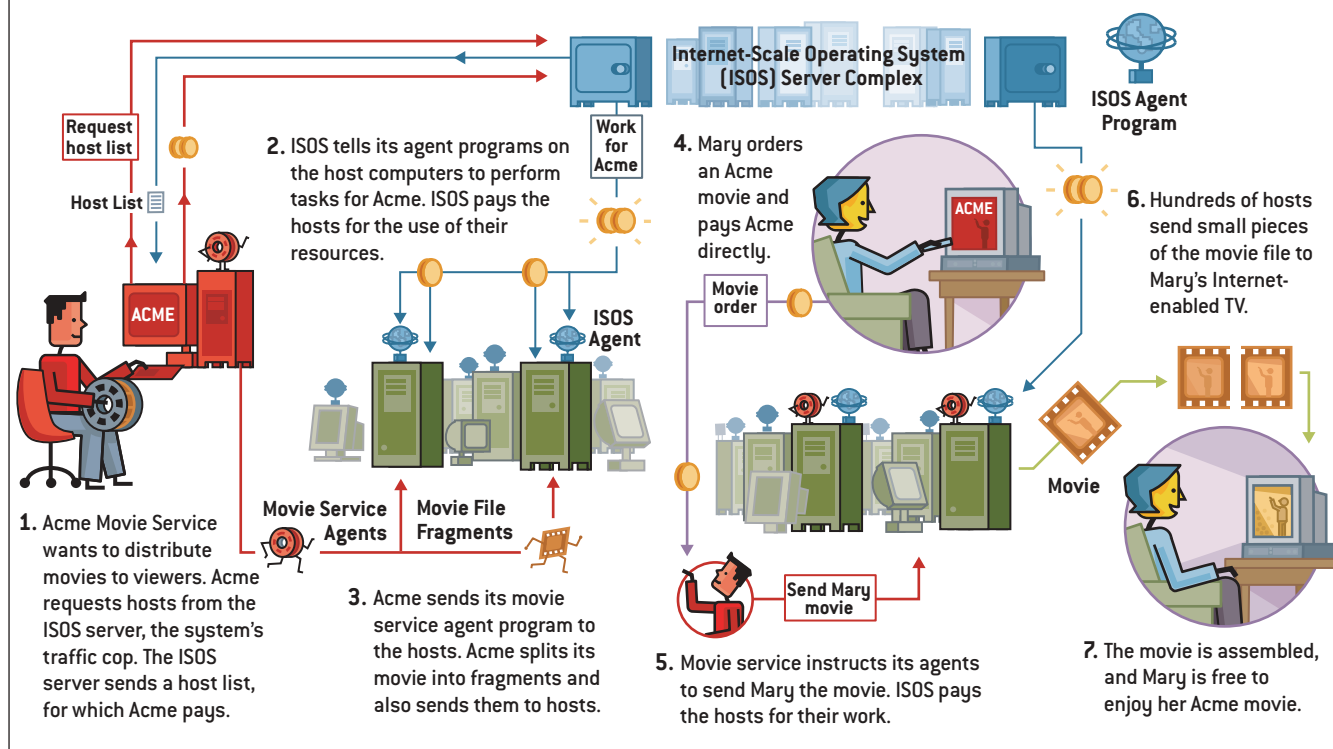 Internet-Scale Operating System
(ISOS) Server Complex
ISOS Agent
Program
Request
host list
Host List
ACME
2. ISOS tells its agent programs on
the host computers to perform
tasks for Acme. ISOS pays the
hosts for the use of their
resources.
Work
for
Acme
ISOS
Agent
4. Mary orders
an Acme
movie and
pays Acme
directly.
ACME
Movie
order
6. Hundreds of hosts
send small pieces
of the movie file to
Mary's Internet-
enabled TV.
Movie Service
Agents
Movie File
Fragments
Movie
1. Acme Movie Service
wants to distribute
movies to viewers. Acme
requests hosts from the
ISOS server, the system's
traffic cop. The ISOS
server sends a host list,
for which Acme pays.
3. Acme sends its movie
service agent program to
the hosts. Acme splits its
movie into fragments and
also sends them to hosts.
Send Mary
movie
5. Movie service instructs its agents
to send Mary the movie. ISOS pays
the hosts for their work.
7. The movie is assembled,
and Mary is free to
enjoy her Acme movie.